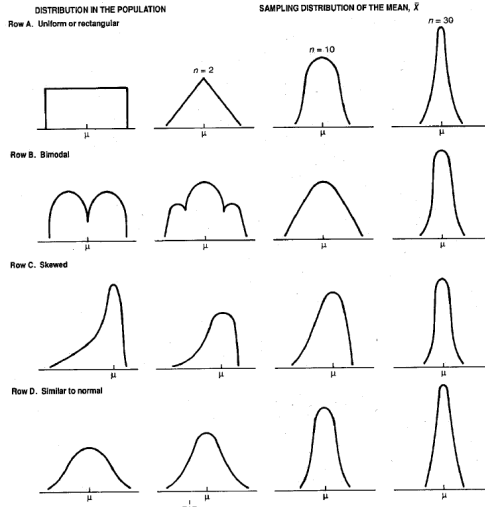 DISTRIBUTION IN THE POPULATION
SAMPLING DISTRIBUTION OF THE MEAN, X̄
Row A. Uniform or rectangular
n = 2
n = 10
n = 30
μ
μ
μ
μ
Row B. Bimodal
μ
μ
μ
μ
Row C. Skewed
μ
μ
μ
μ
Row D. Similar to normal
μ
μ
μ
μ